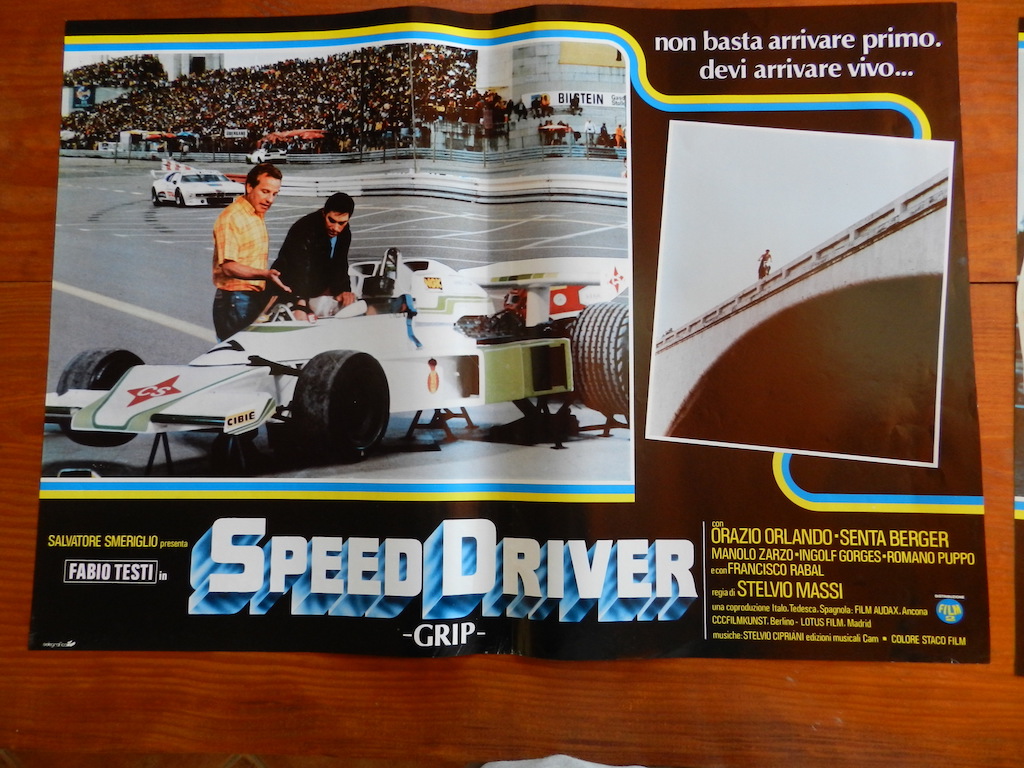 non basta arrivare primo.
devi arrivare vivo...
BILSTEIN
CS
CIBIÉ
SALVATORE SMERIGLIO presenta
FABIO TESTI in
SPEED DRIVER
-GRIP-
con
ORAZIO ORLANDO • SENTA BERGER
MANOLO ZARZO • INGOLF GORGES • ROMANO PUPPO
e con FRANCISCO RABAL
regia di STELVIO MASSI
una coproduzione Italo. Tedesca. Spagnola: FILM AUDAX. Ancona
CCCFILMKUNST. Berlino - LOTUS FILM. Madrid
musiche: STELVIO CIPRIANI edizioni musicali Cam • COLORE STACO FILM
FILM